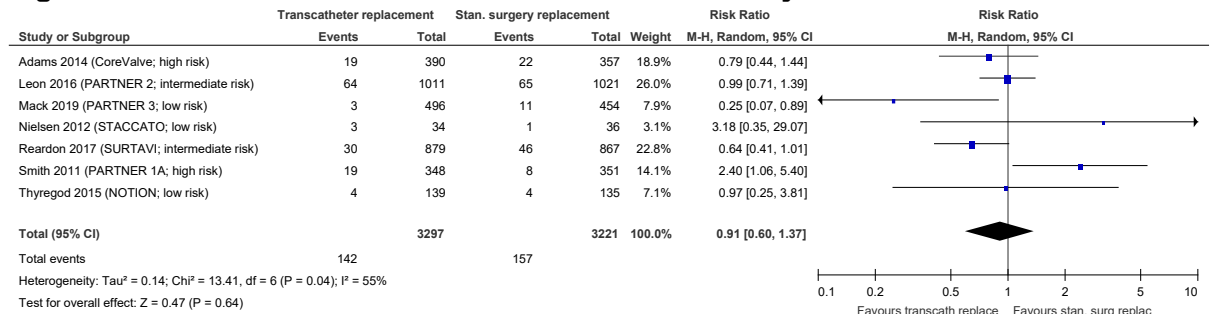 Transcatheter replacement Stan. surgery replacement Risk Ratio Risk Ratio
Study or Subgroup Events Total Events Total Weight M-H, Random, 95% CI M-H, Random, 95% CI
Adams 2014 (CoreValve; high risk) 19 390 22 357 18.9% 0.79 [0.44, 1.44]
Leon 2016 (PARTNER 2; intermediate risk) 64 1011 65 1021 26.0% 0.99 [0.71, 1.39]
Mack 2019 (PARTNER 3; low risk) 3 496 11 454 7.9% 0.25 [0.07, 0.89]
Nielsen 2012 (STACCATO; low risk) 3 34 1 36 3.1% 3.18 [0.35, 29.07]
Reardon 2017 (SURTAVI; intermediate risk) 30 879 46 867 22.8% 0.64 [0.41, 1.01]
Smith 2011 (PARTNER 1A; high risk) 19 348 8 351 14.1% 2.40 [1.06, 5.40]
Thyregod 2015 (NOTION; low risk) 4 139 4 135 7.1% 0.97 [0.25, 3.81]
Total (95% CI) 3297 3221 100.0% 0.91 [0.60, 1.37]
Total events 142 157
Heterogeneity: Tau² = 0.14; Chi² = 13.41, df = 6 (P = 0.04); I² = 55%
Test for overall effect: Z = 0.47 (P = 0.64)
0.1 0.2 0.5 1 2 5 10
Favours transcath replace Favours stan. surg replac